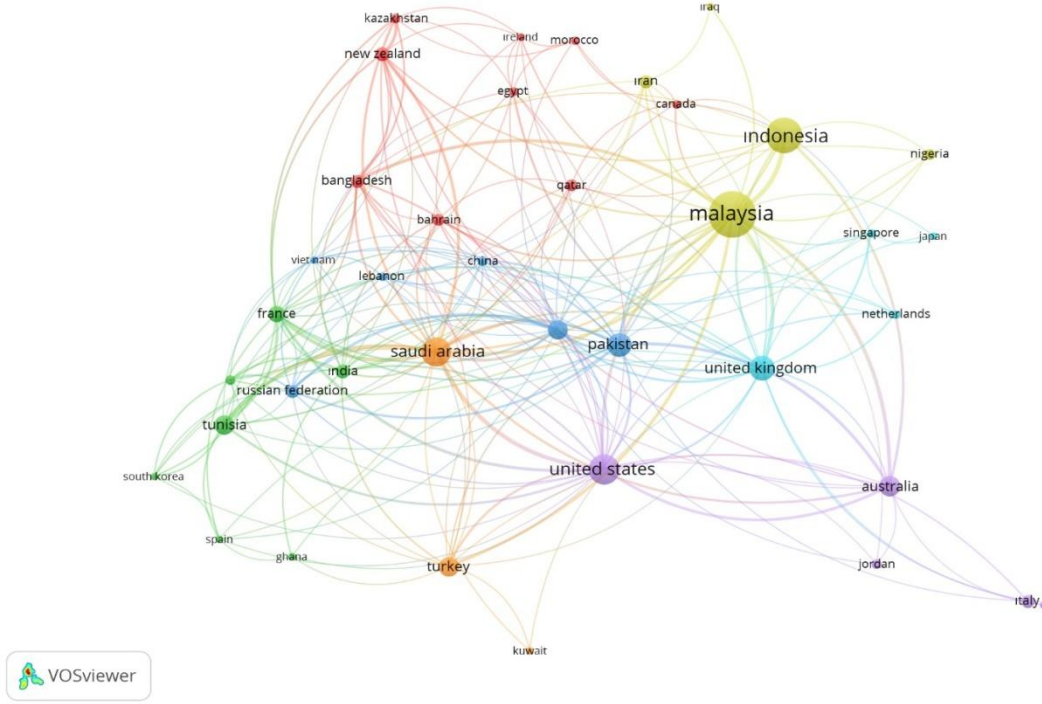 kazakhstan
new zealand
ireland
morocco
egypt
iraq
iran
canada
indonesia
nigeria
bangladesh
qatar
malaysia
bahrain
singapore
japan
viet nam
lebanon
china
france
netherlands
saudi arabia
pakistan
india
united kingdom
russian federation
tunisia
south korea
united states
australia
spain
ghana
turkey
jordan
italy
kuwait
VOSviewer